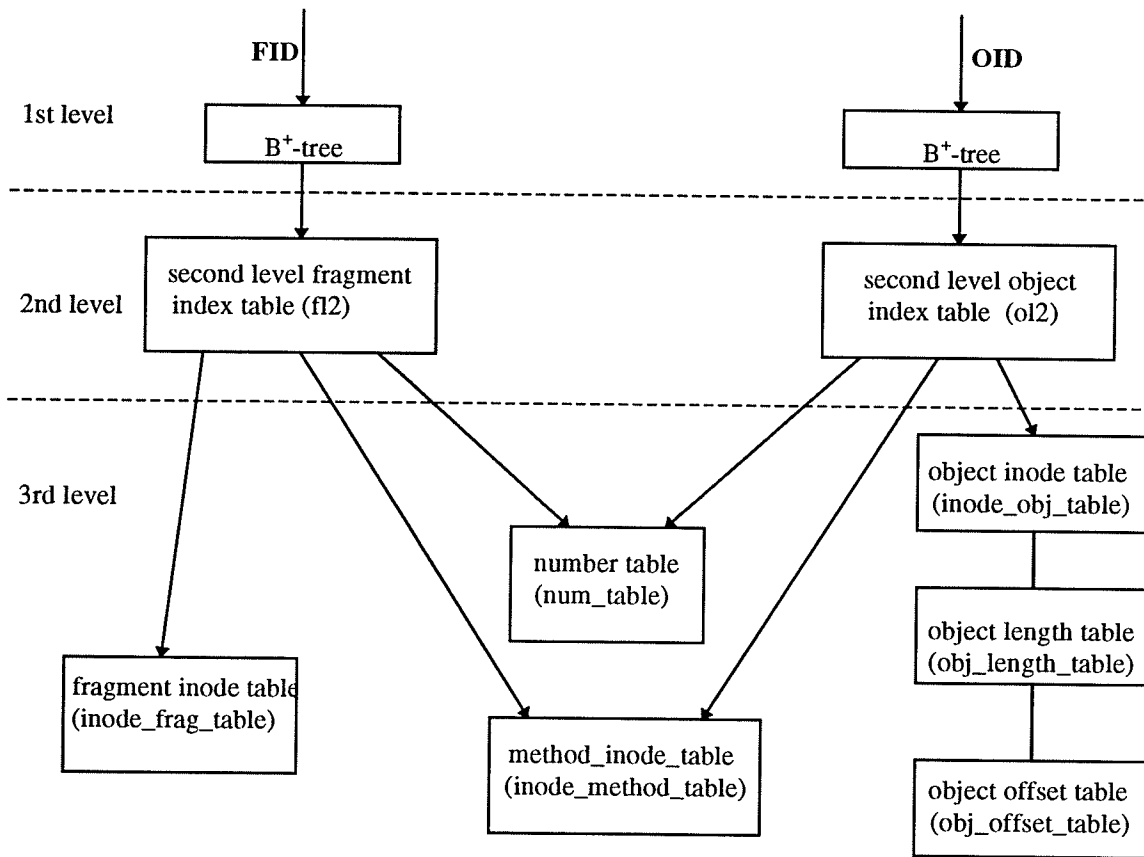 FID
OID
1st level
B+-tree
B+-tree
second level fragment
index table (fl2)
second level object
index table (ol2)
2nd level
3rd level
object inode table
(inode_obj_table)
number table
(num_table)
object length table
(obj_length_table)
fragment inode table
(inode_frag_table)
method_inode_table
(inode_method_table)
object offset table
(obj_offset_table)